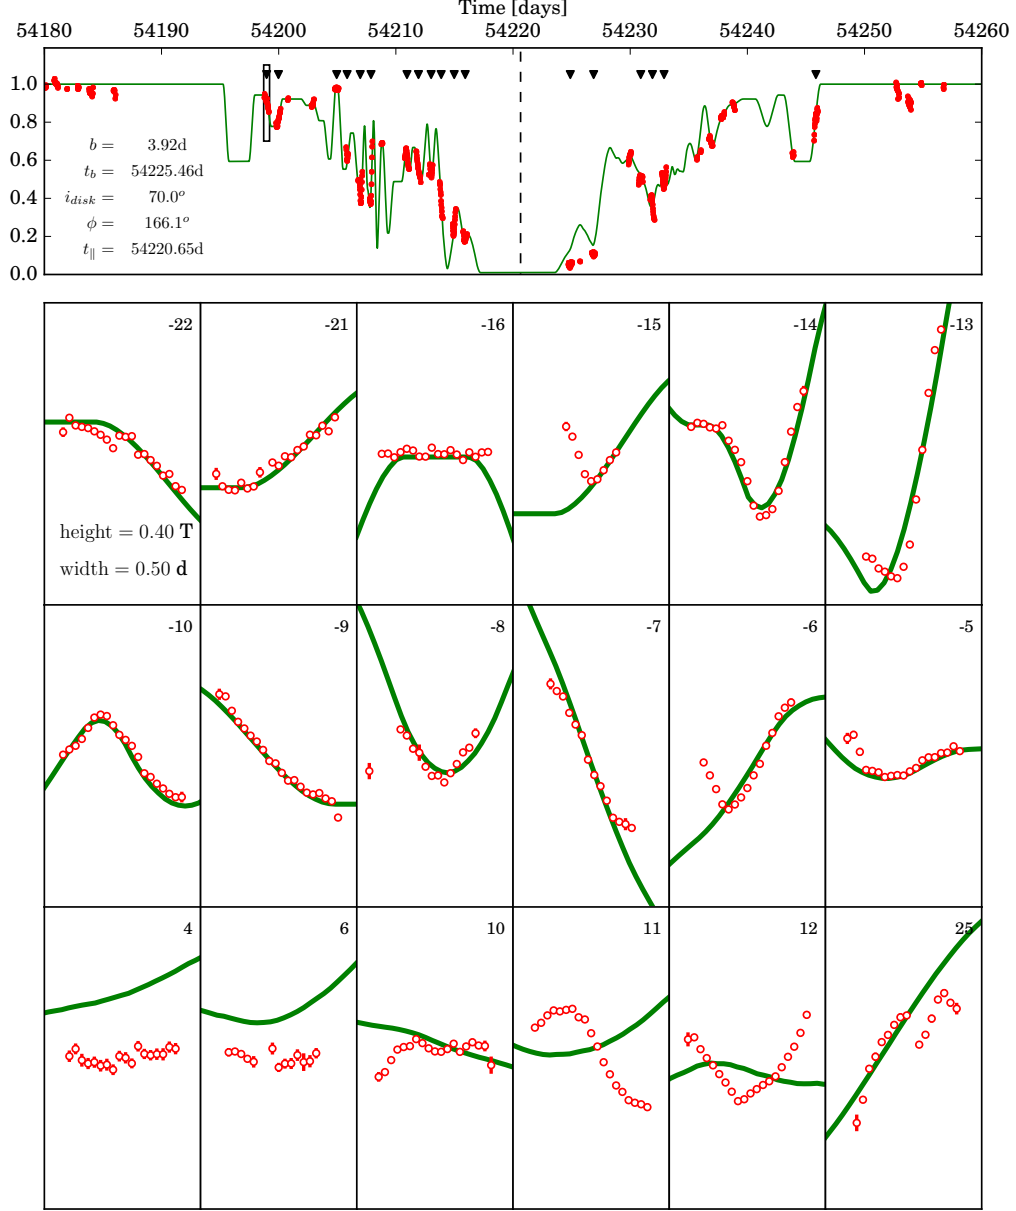 Time [days]
54180 54190 54200 54210 54220 54230 54240 54250 54260
1.0
0.8
0.6
0.4
0.2
0.0
b = 3.92d
t_b = 54225.46d
i_disk = 70.0°
ϕ = 166.1°
t_∥ = 54220.65d
-22 -21 -16 -15 -14 -13
height = 0.40 T
width = 0.50 d
-10 -9 -8 -7 -6 -5
4 6 10 11 12 25